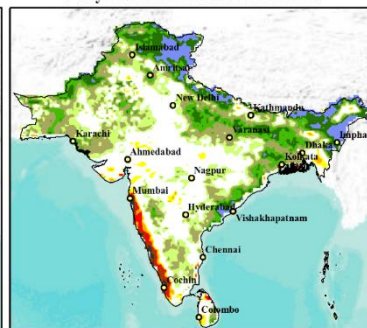 Islamabad
Amritsar
New Delhi
Kathmandu
Karachi
Varanasi
Dhaka
Impha
Ahmedabad
Kolkata
Nagpur
Mumbai
Hyderabad
Vishakhapatnam
Chennai
Cochin
Colombo